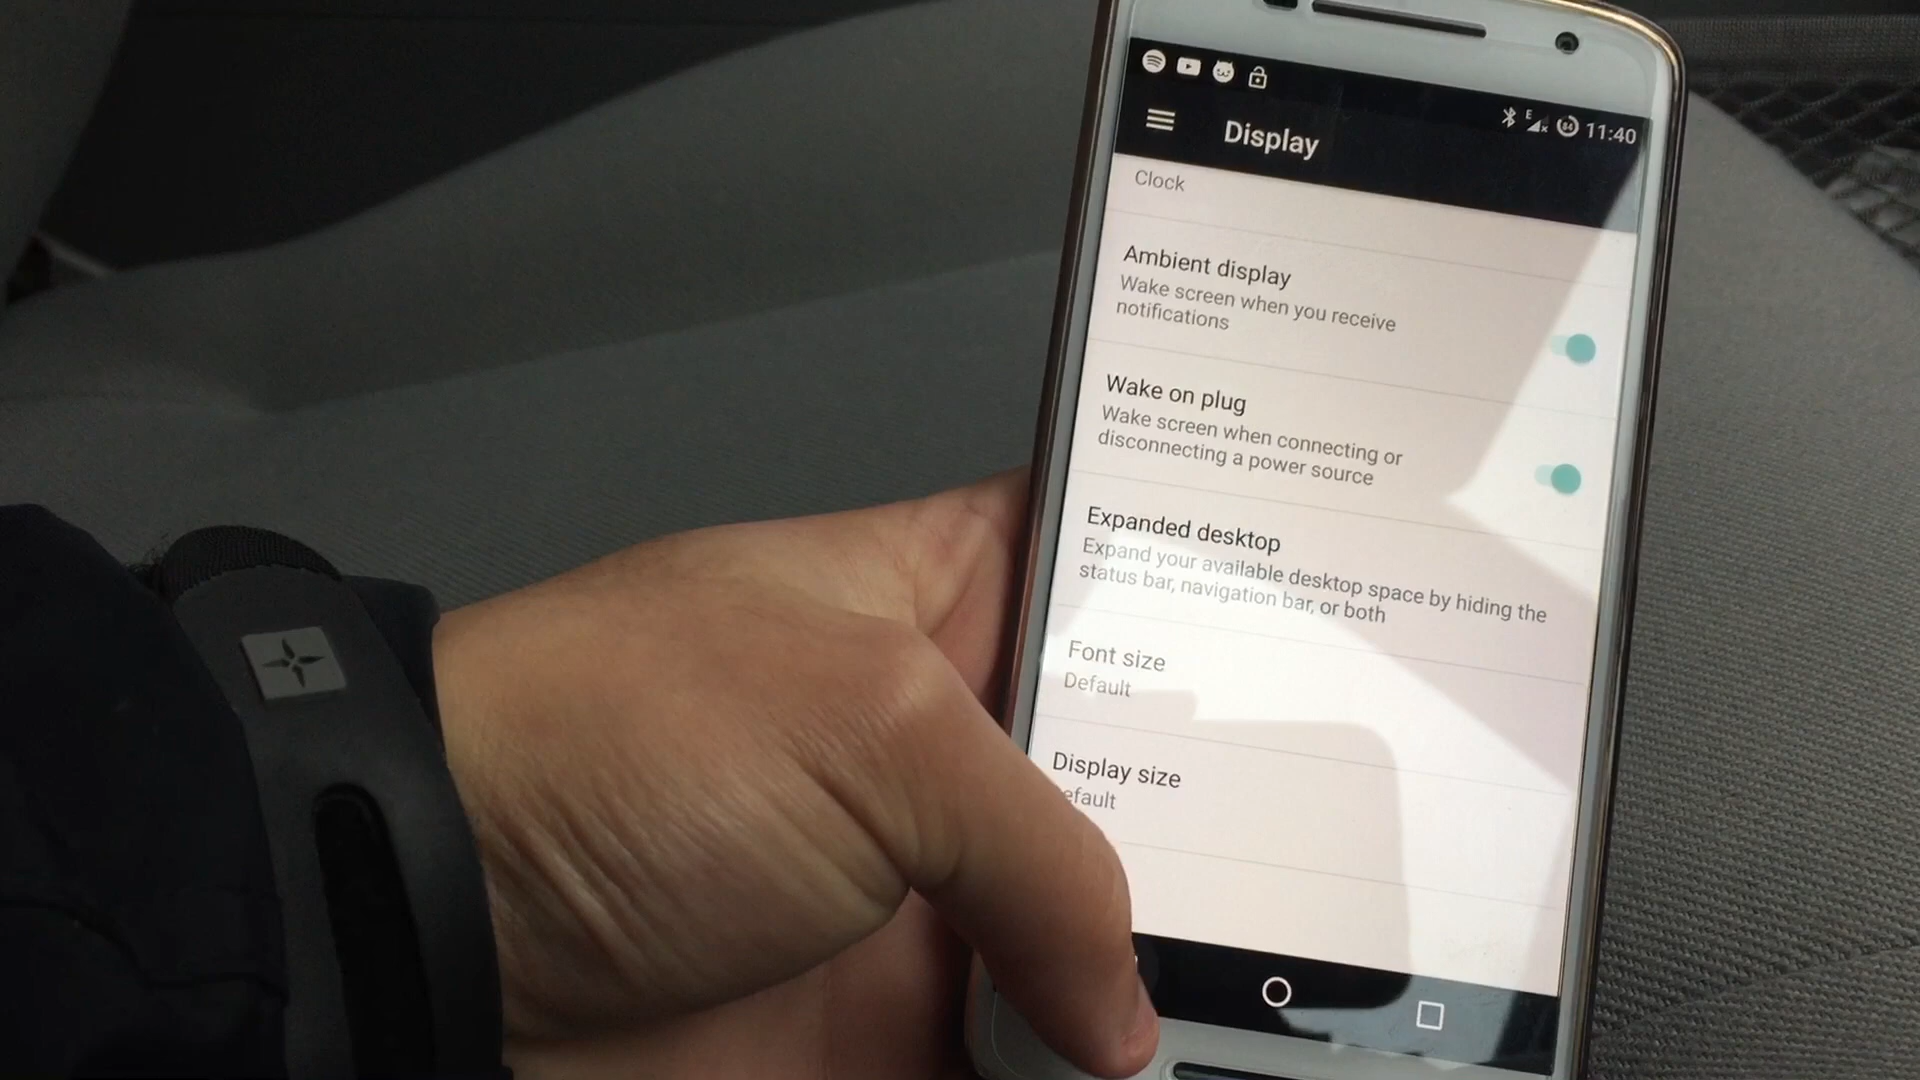 E
84
11:40
Display
Clock
Ambient display
Wake screen when you receive
notifications
Wake on plug
Wake screen when connecting or
disconnecting a power source
Expanded desktop
Expand your available desktop space by hiding the
status bar, navigation bar, or both
Font size
Default
Display size
efault